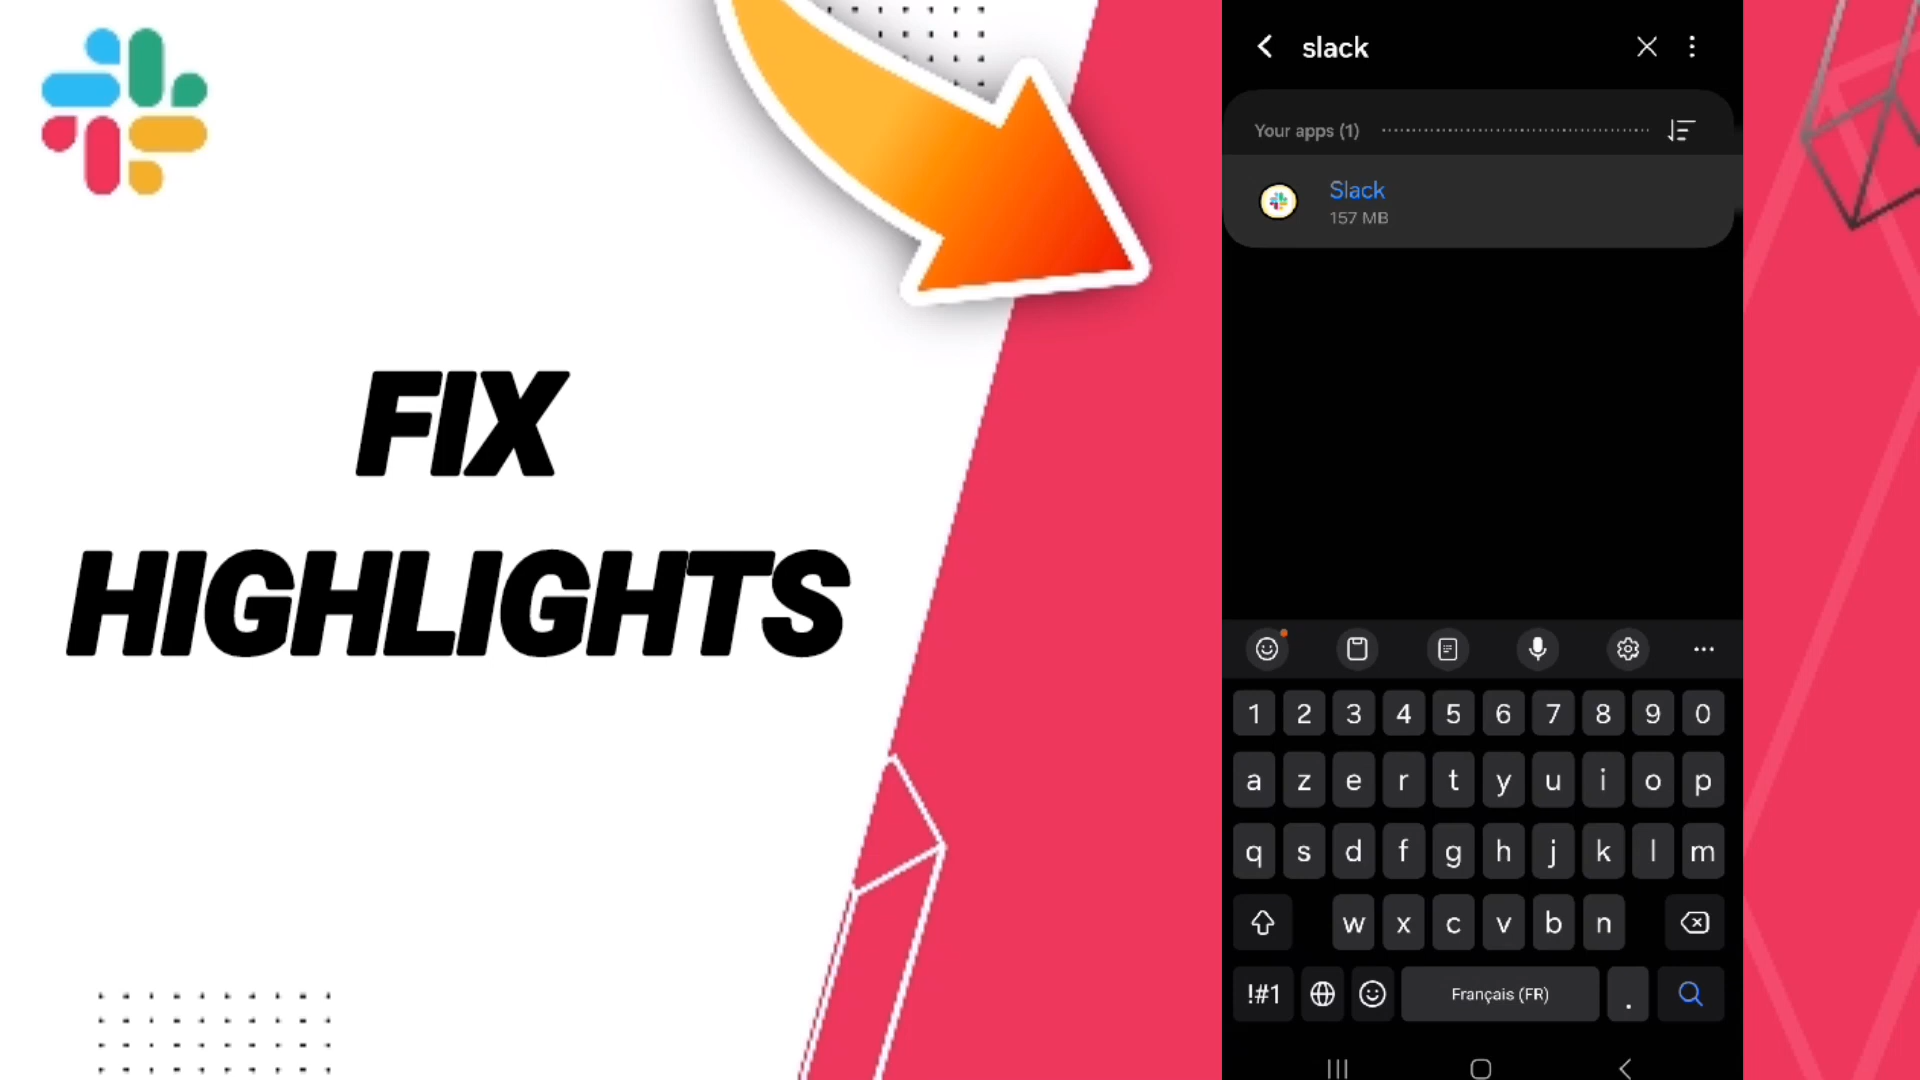 FIX
HIGHLIGHTS
slack
Your apps (1)
Slack
157 MB
1 2 3 4 5 6 7 8 9 0
a z e r t y u i o p
q s d f g h j k l m
w x c v b n
!#1 Français (FR) .